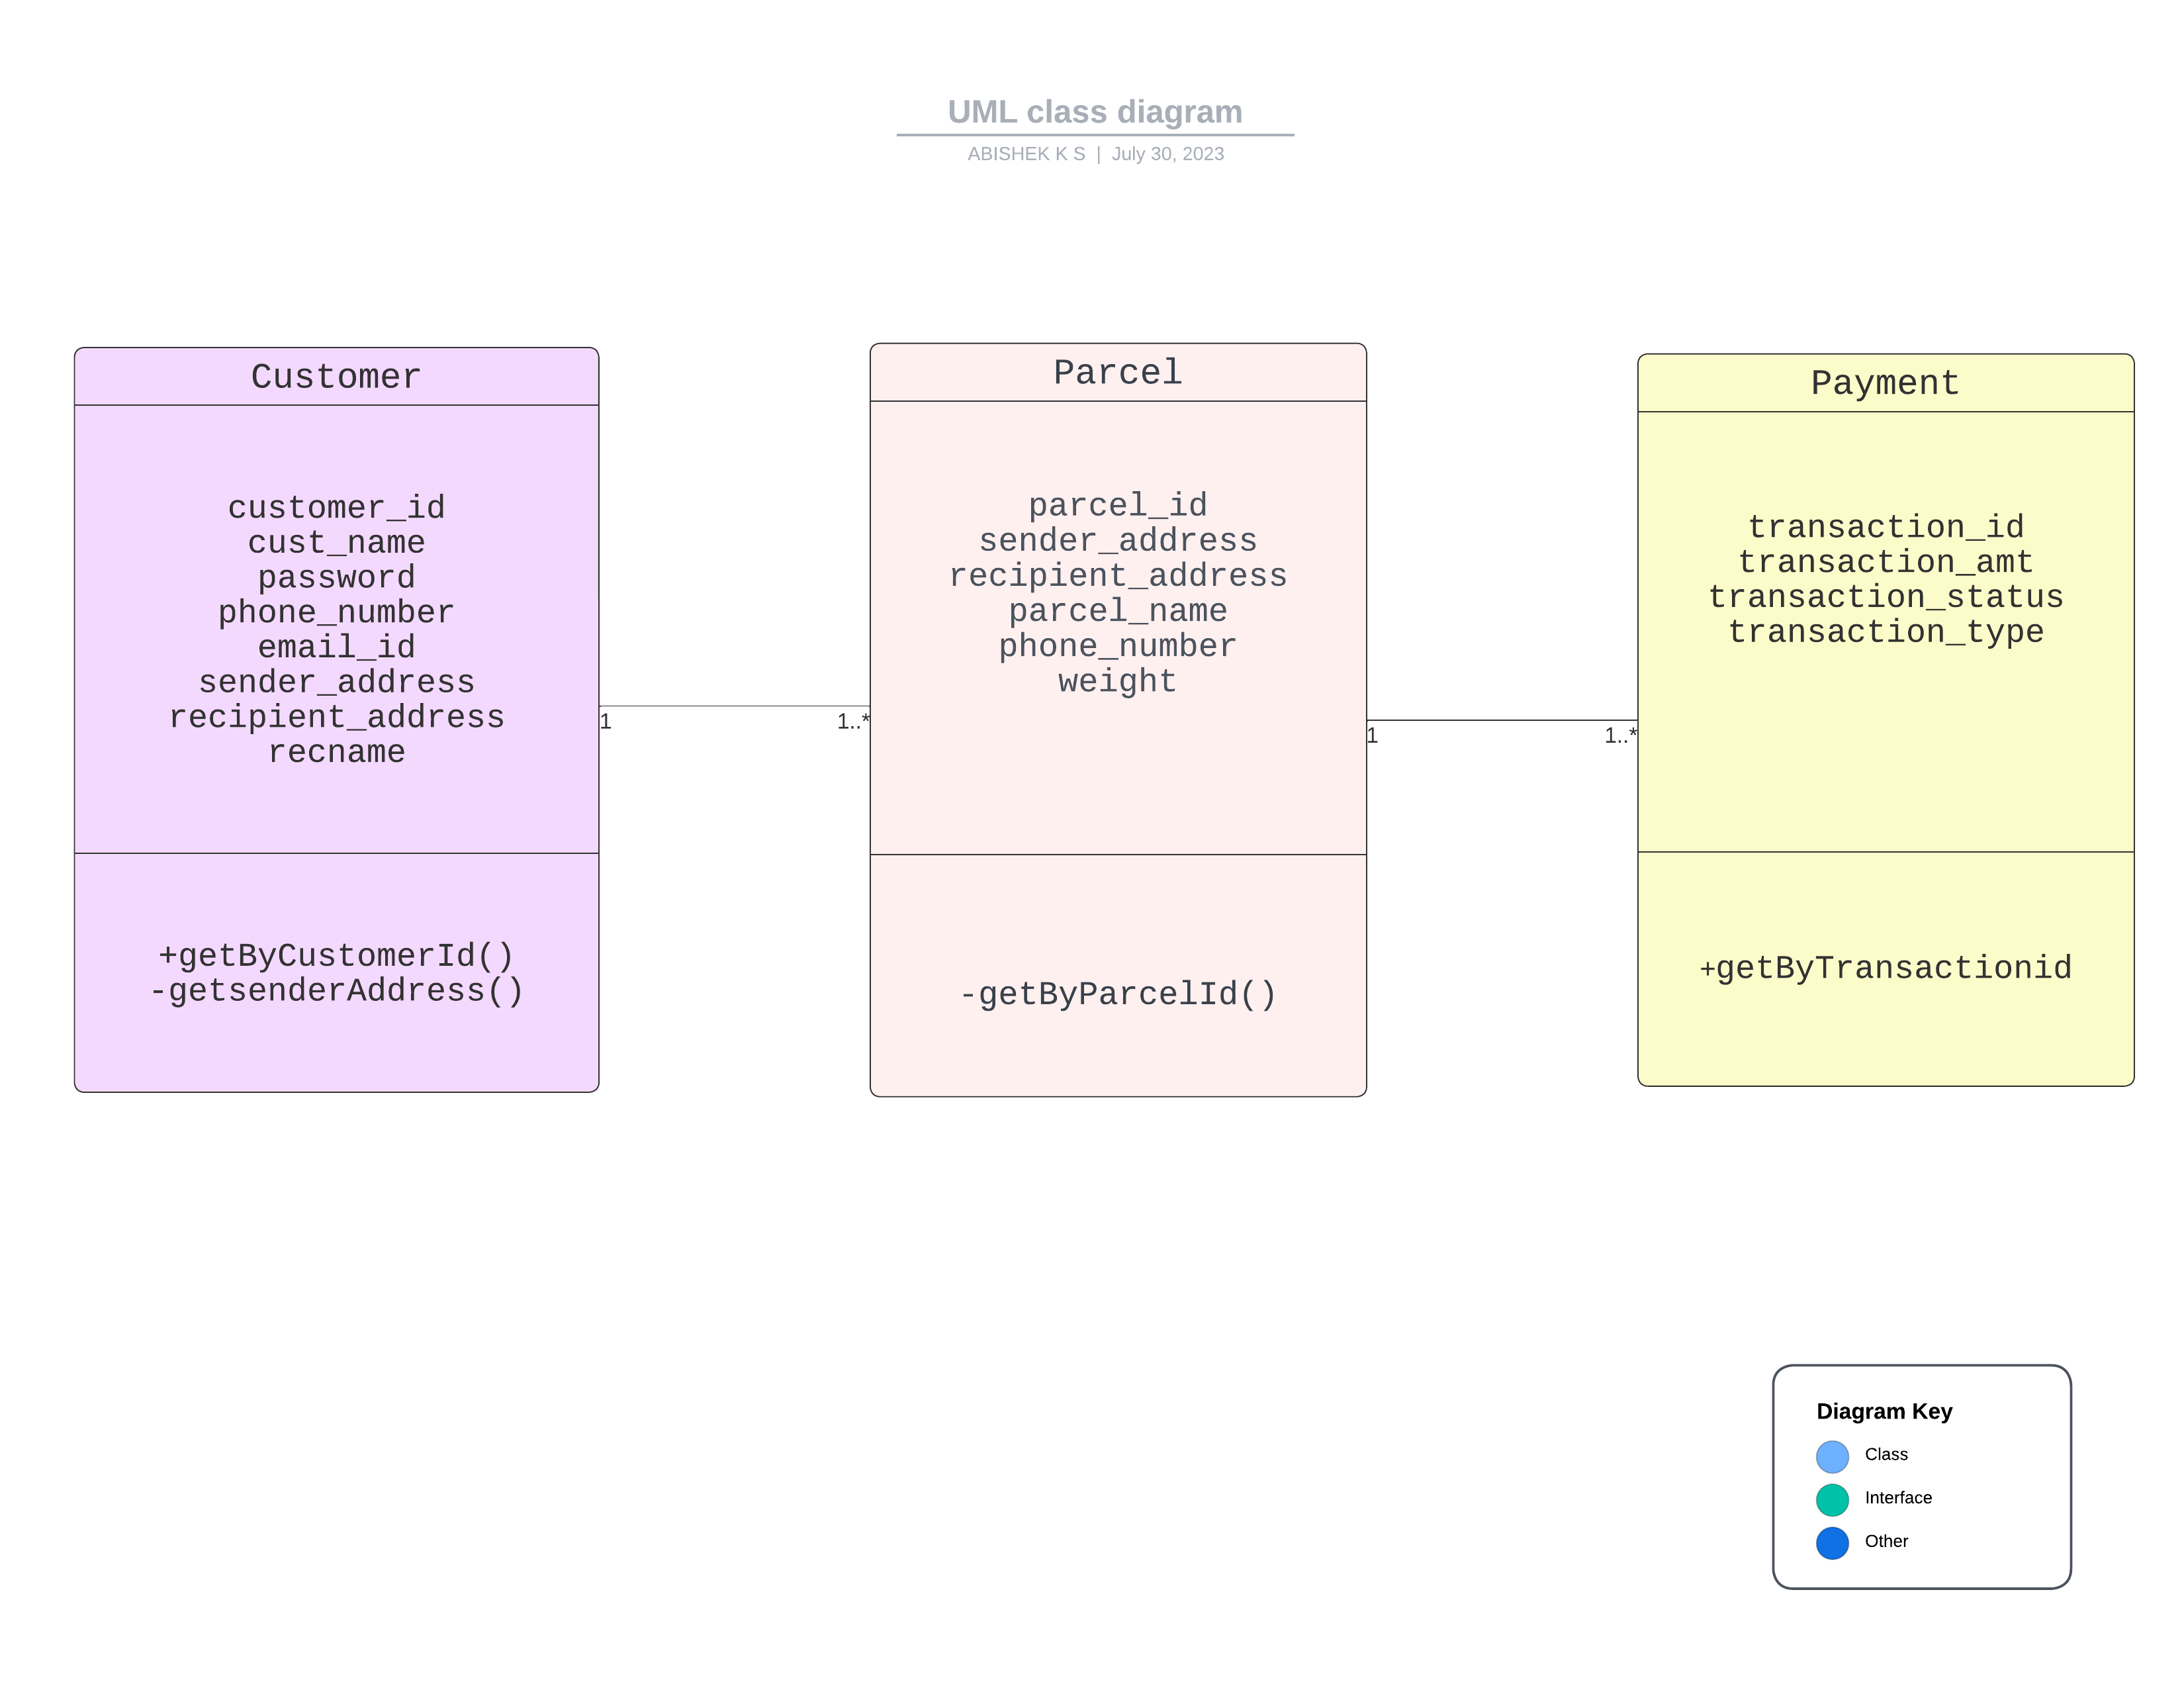 UML class diagram
ABISHEK K S | July 30, 2023
Customer
customer_id
cust_name
password
phone_number
email_id
sender_address
recipient_address
recname
+getByCustomerId()
-getsenderAddress()
1
1..*
Parcel
parcel_id
sender_address
recipient_address
parcel_name
phone_number
weight
-getByParcelId()
1
1..*
Payment
transaction_id
transaction_amt
transaction_status
transaction_type
+getByTransactionid
Diagram Key
Class
Interface
Other